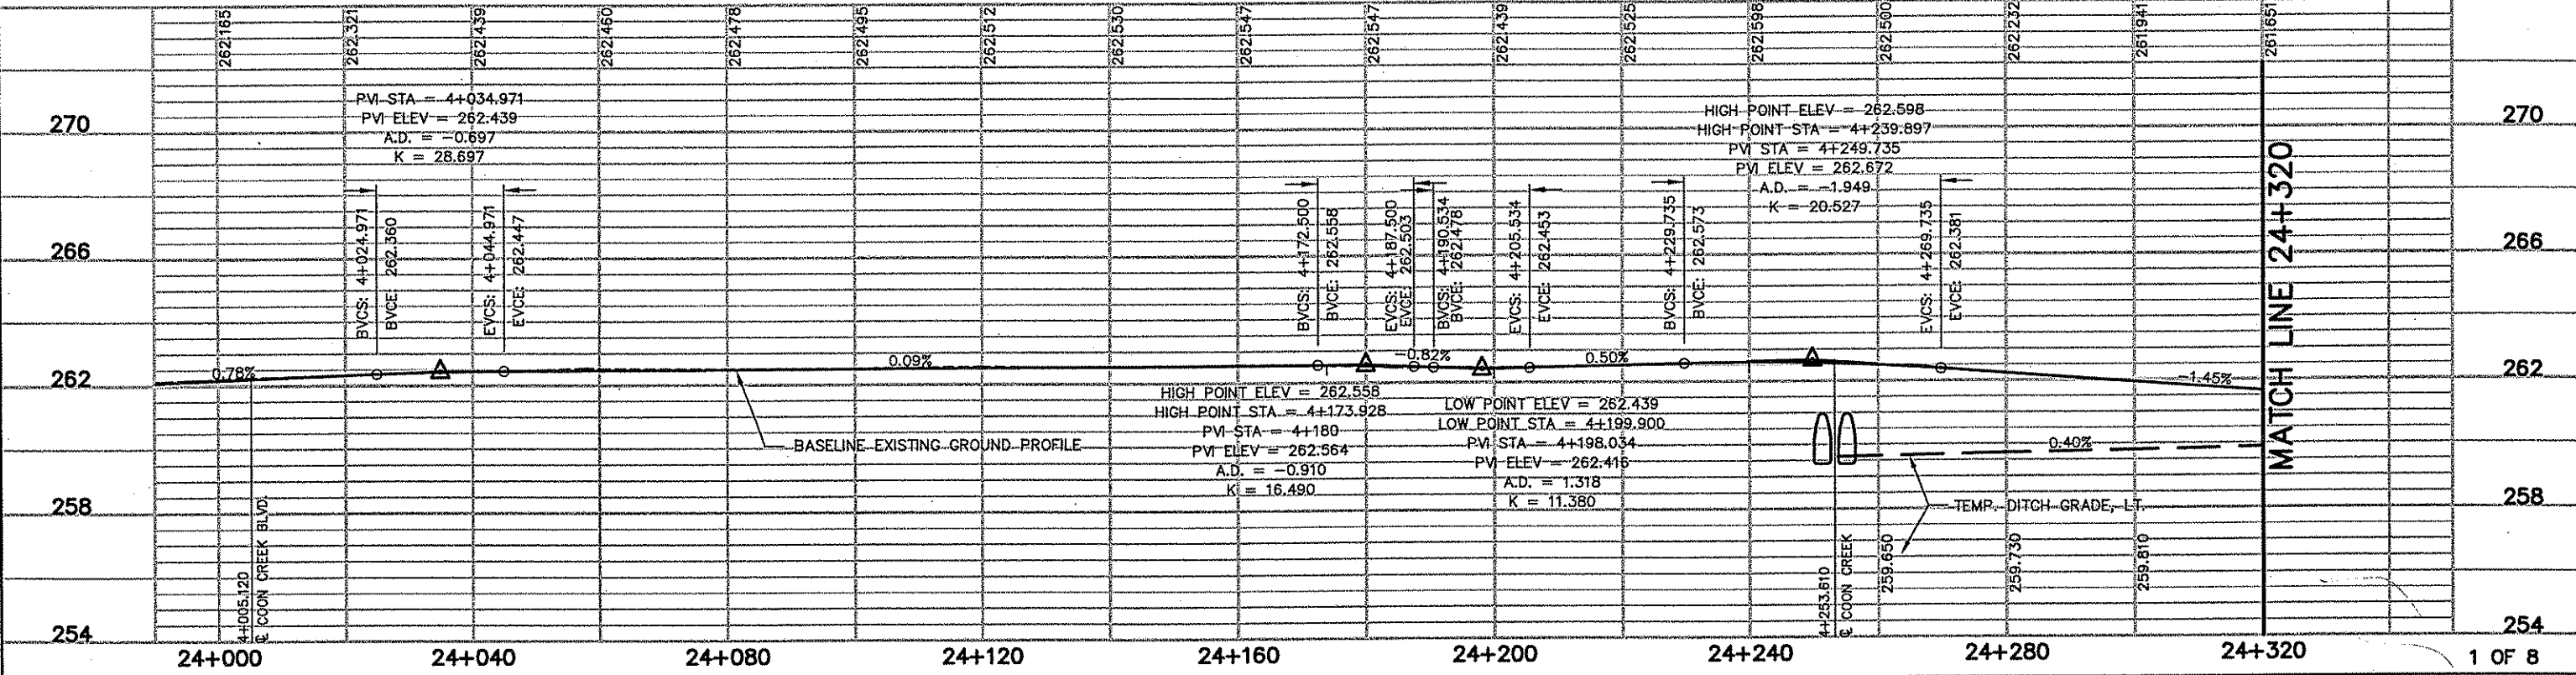 262.165
262.321
262.439
262.460
262.478
262.495
262.512
262.530
262.547
262.547
262.439
262.525
262.598
262.500
262.232
261.941
261.651
PVI STA = 4+034.971
PVI ELEV = 262.439
A.D. = -0.697
K = 28.697
HIGH POINT ELEV = 262.598
HIGH POINT STA = 4+239.897
PVI STA = 4+249.735
PVI ELEV = 262.672
A.D. = -1.949
K = 20.527
270
270
266
266
262
262
258
258
254
254
BVCS: 4+024.971
BVCE: 262.360
EVCS: 4+044.971
EVCE: 262.447
BVCS: 4+172.500
BVCE: 262.558
EVCS: 4+187.500
EVCE: 262.503
BVCS: 4+190.534
BVCE: 262.478
EVCS: 4+205.534
EVCE: 262.453
BVCS: 4+229.735
BVCE: 262.573
EVCS: 4+269.735
EVCE: 262.381
MATCH LINE 24+320
0.78%
0.09%
-0.82%
0.50%
-1.45%
HIGH POINT ELEV = 262.558
HIGH POINT STA = 4+173.928
PVI STA = 4+180
PVI ELEV = 262.564
A.D. = -0.910
K = 16.490
LOW POINT ELEV = 262.439
LOW POINT STA = 4+199.900
PVI STA = 4+198.034
PVI ELEV = 262.416
A.D. = 1.318
K = 11.380
BASELINE EXISTING GROUND PROFILE
0.40%
TEMP. DITCH GRADE, LT.
4+005.120
℄ COON CREEK BLVD.
4+253.610
℄ COON CREEK
259.650
259.730
259.810
24+000
24+040
24+080
24+120
24+160
24+200
24+240
24+280
24+320
1 OF 8